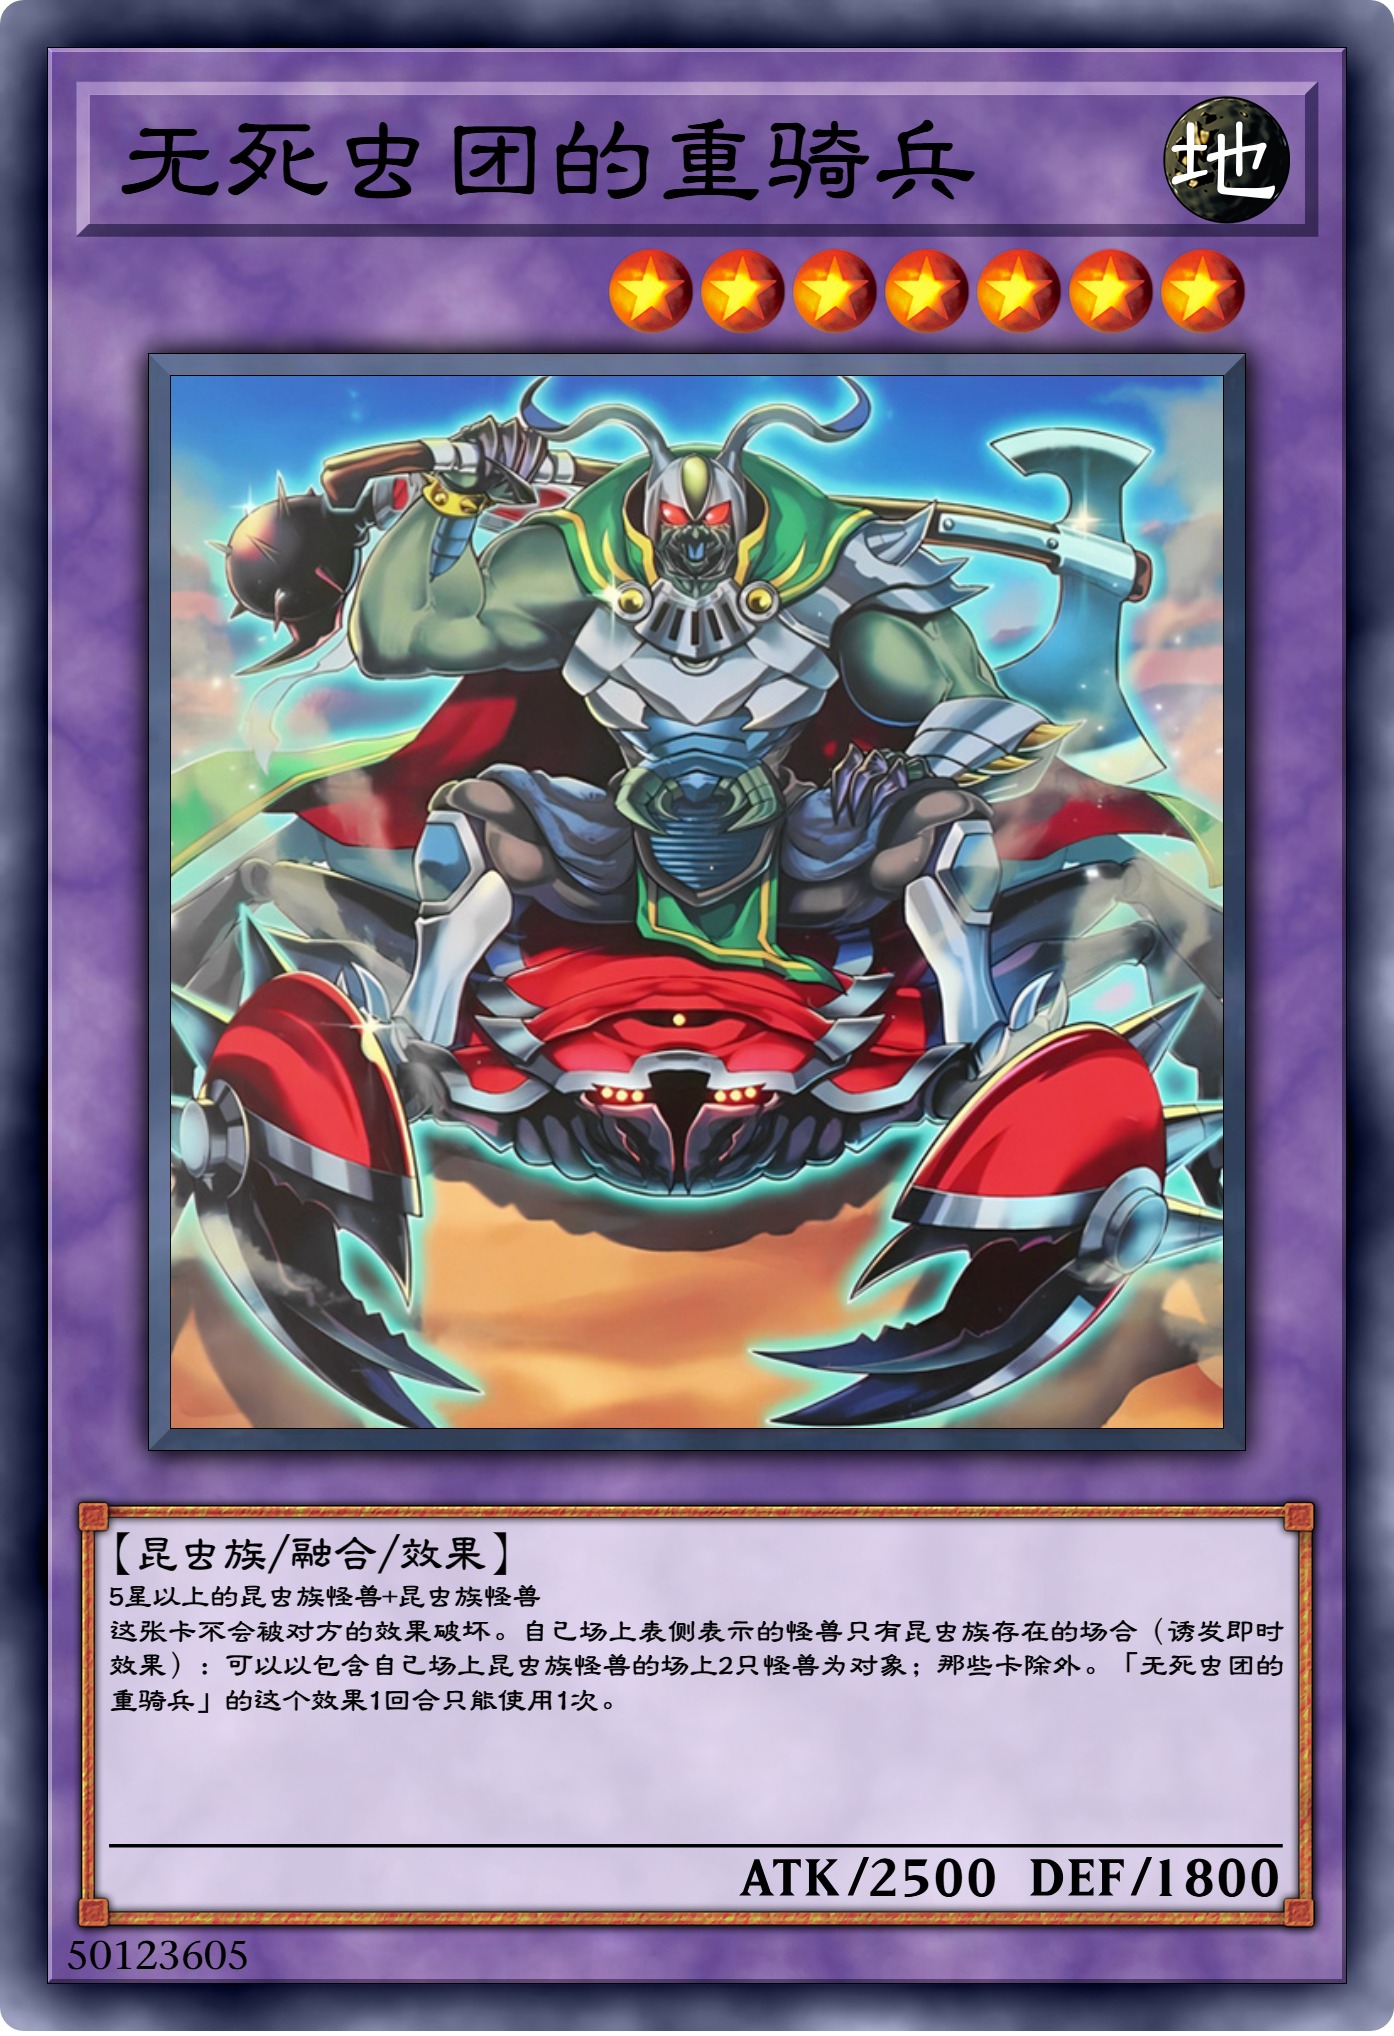 无死虫团的重骑兵
地
【昆虫族/融合/效果】
5星以上的昆虫族怪兽+昆虫族怪兽
这张卡不会被对方的效果破坏。自己场上表侧表示的怪兽只有昆虫族存在的场合（诱发即时
效果）：可以以包含自己场上昆虫族怪兽的场上2只怪兽为对象；那些卡除外。「无死虫团的
重骑兵」的这个效果1回合只能使用1次。
ATK/2500 DEF/1800
50123605